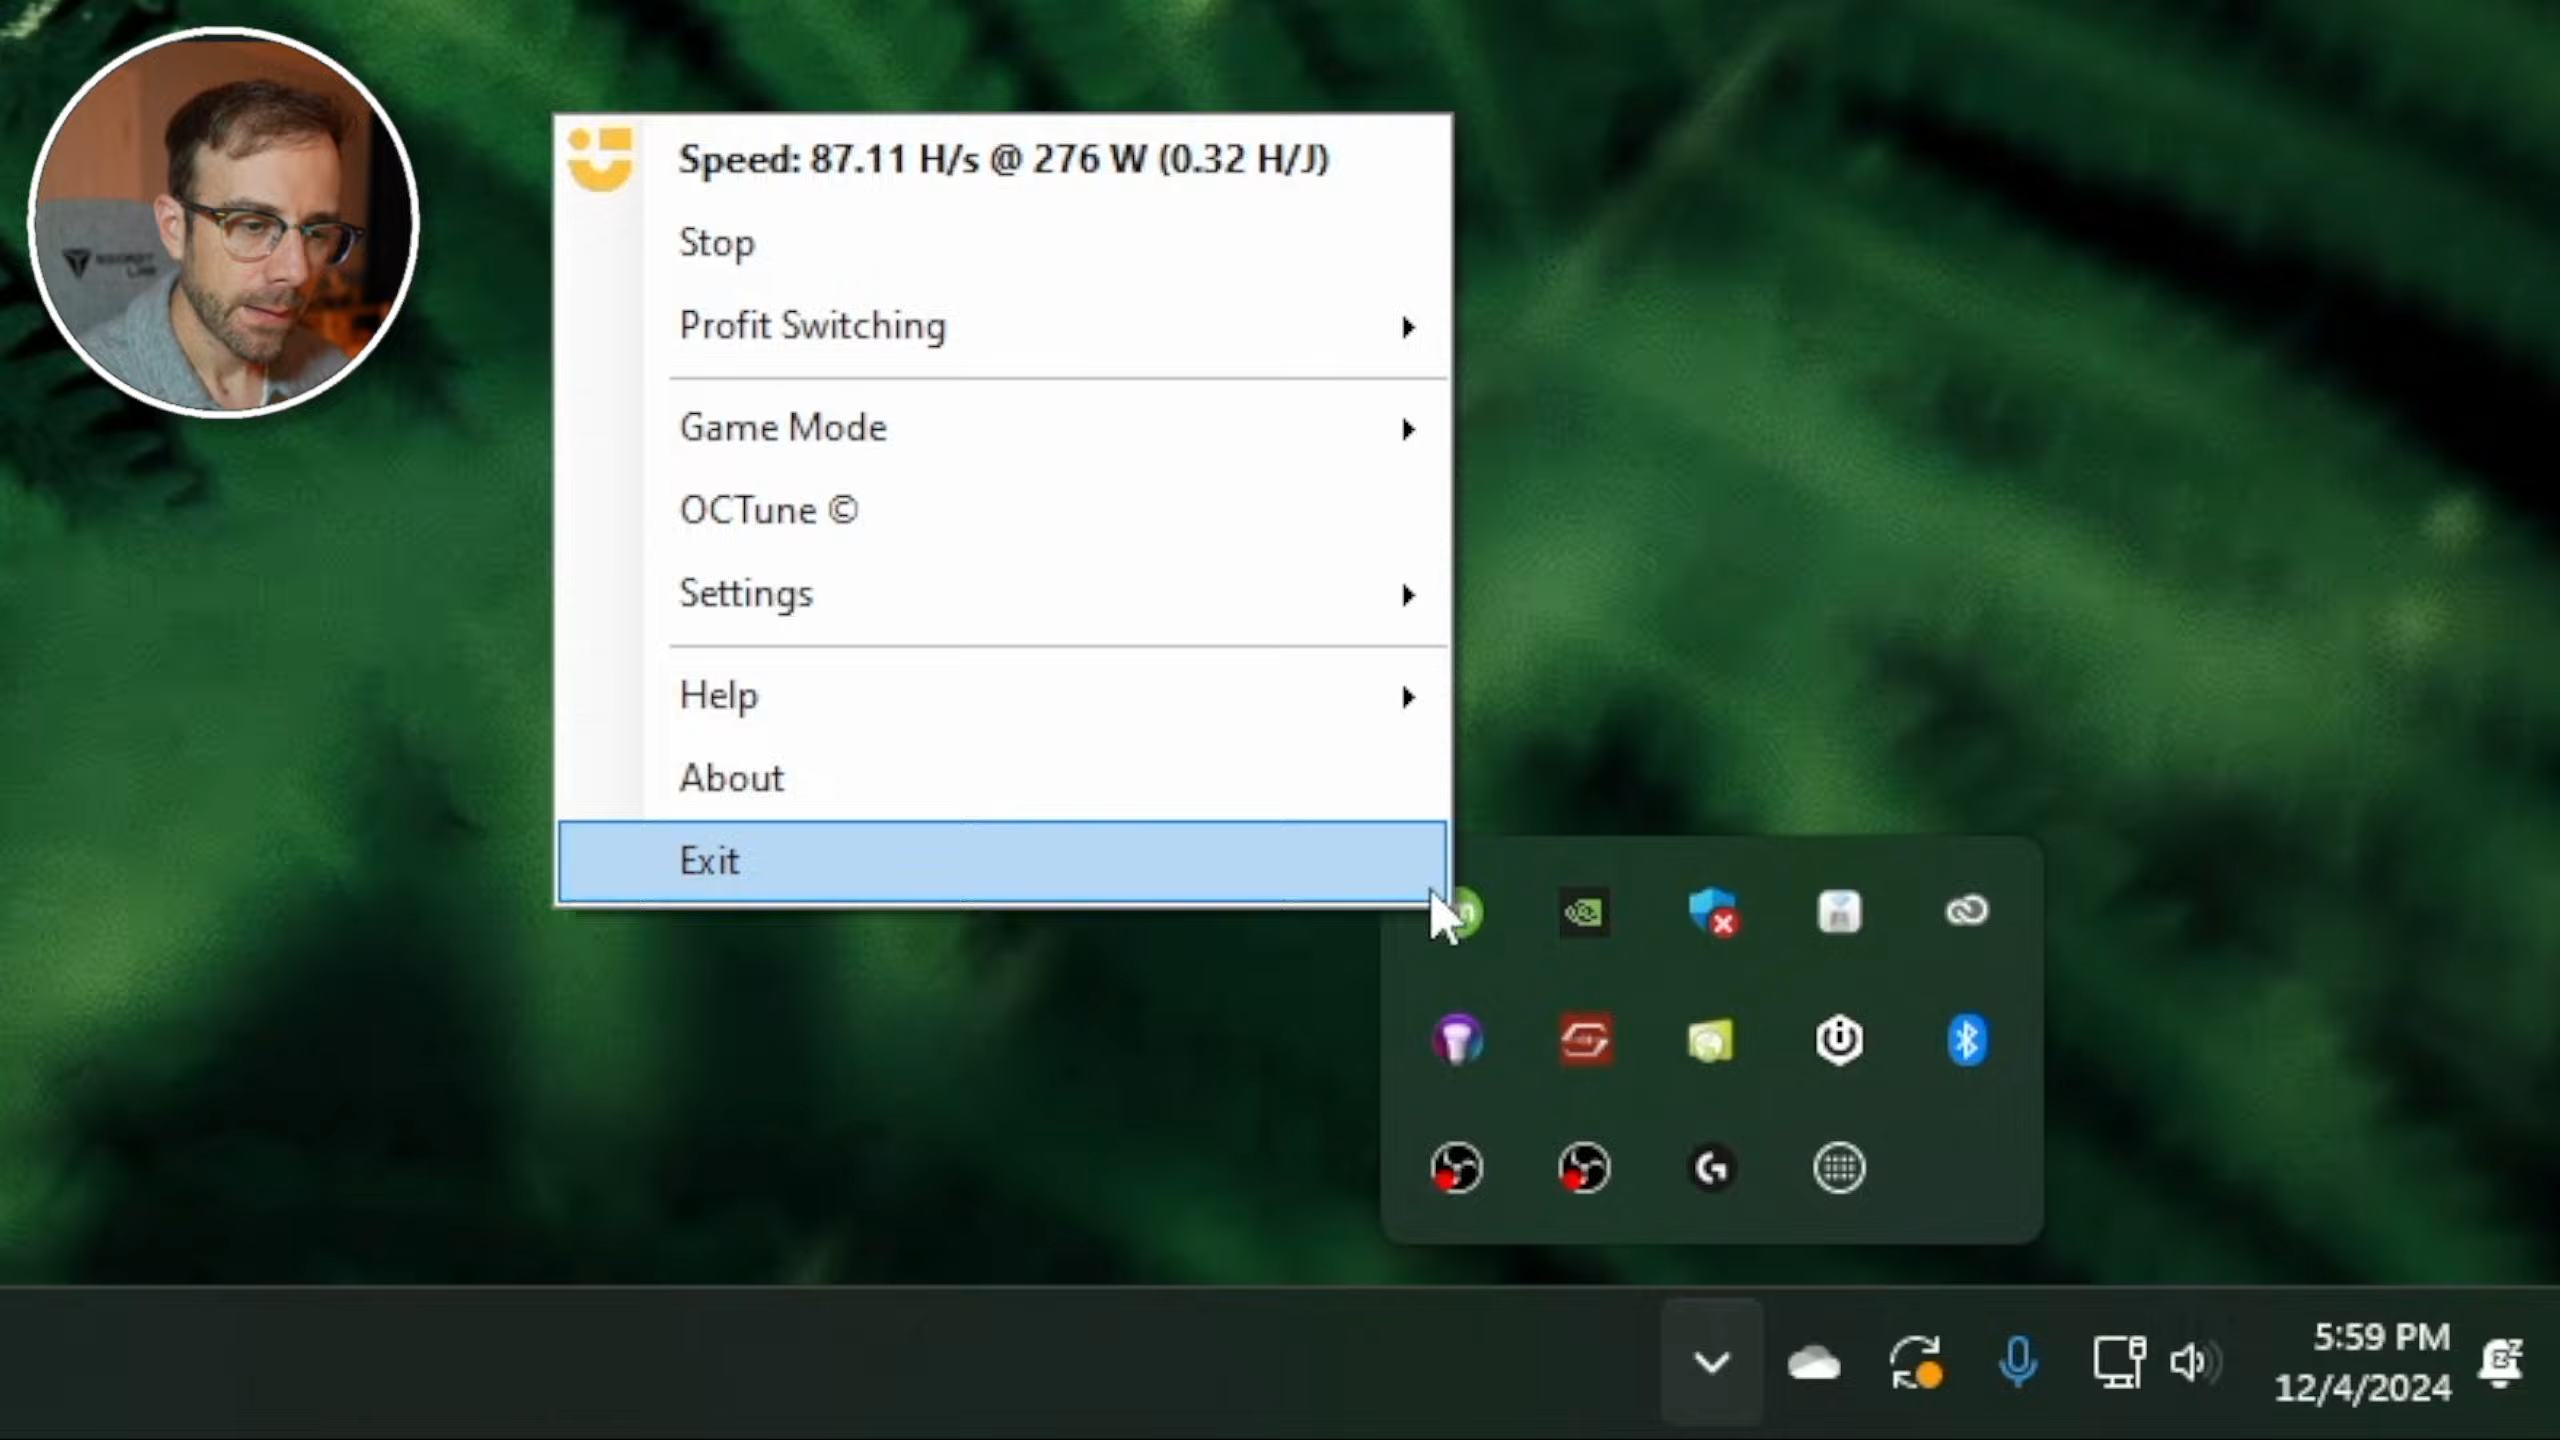 Speed: 87.11 H/s @ 276 W (0.32 H/J)
Stop
Profit Switching
Game Mode
OCTune ©
Settings
Help
About
Exit
5:59 PM
12/4/2024